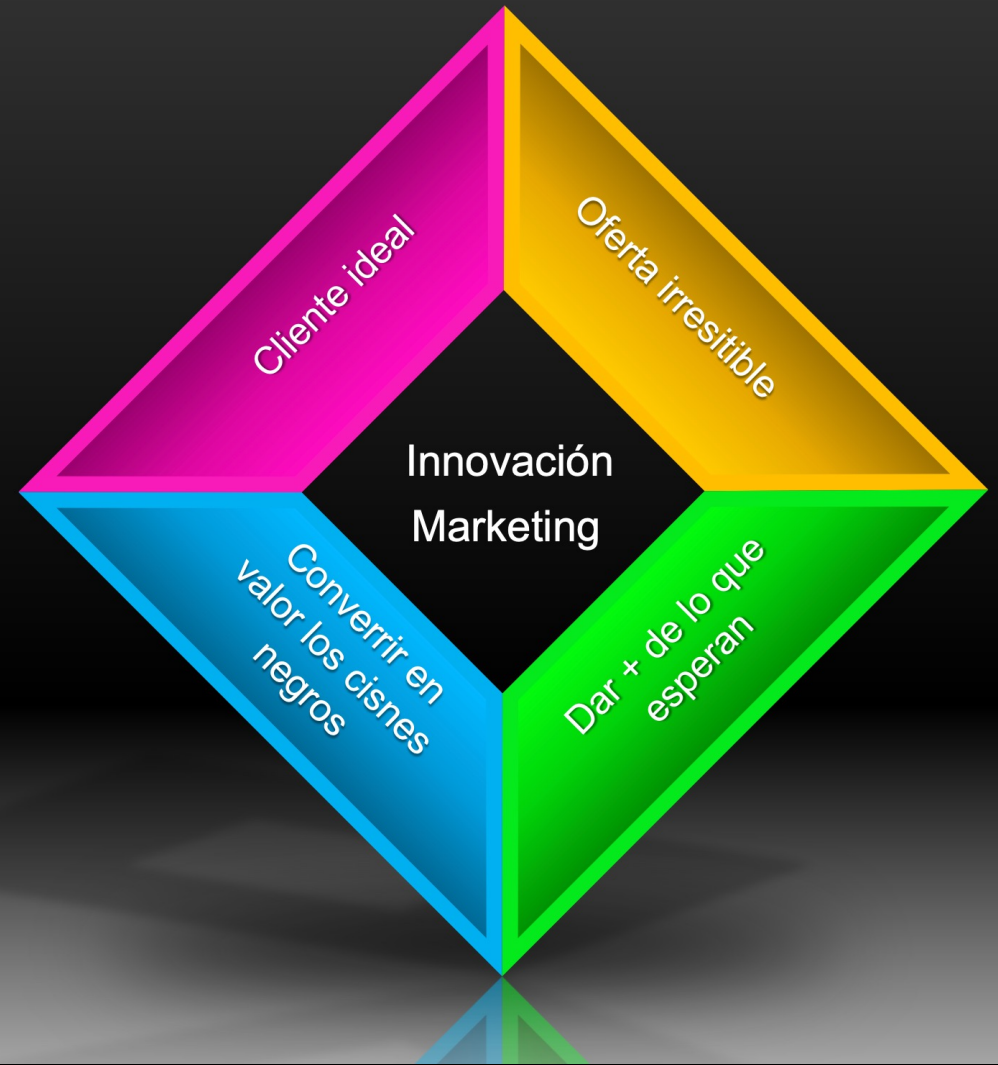 Cliente ideal
Oferta irresitible
Innovación
Marketing
Converrir en
valor los cisnes
negros
Dar + de lo que
esperan